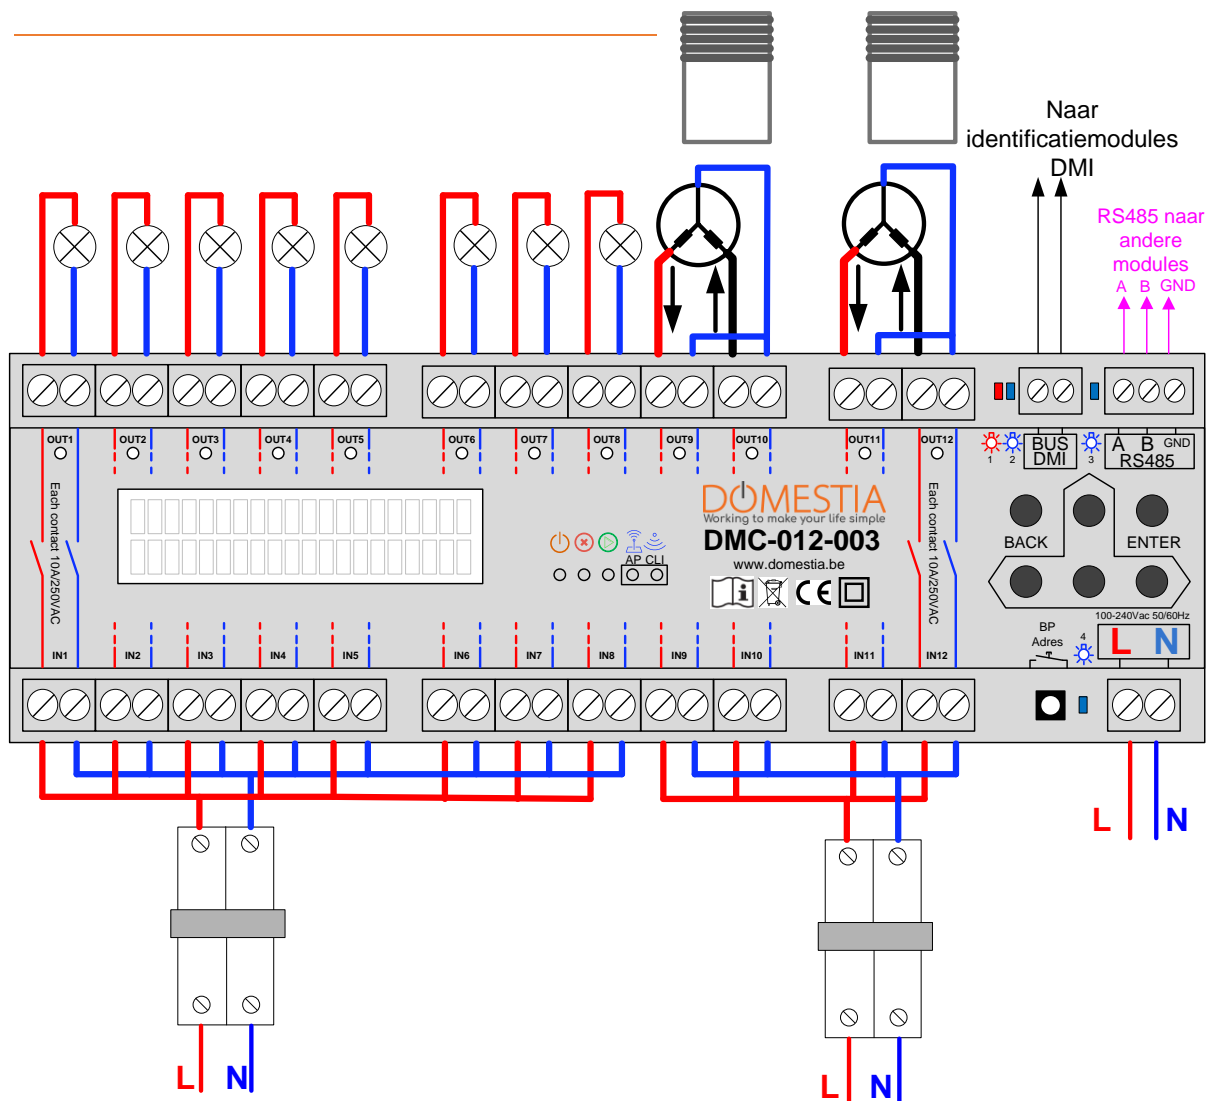 Naar
identificatiemodules
DMI
RS485 naar
andere
modules
A B GND
OUT1 OUT2 OUT3 OUT4 OUT5 OUT6 OUT7 OUT8 OUT9 OUT10 OUT11 OUT12
1 2 BUS DMI 3 A B GND RS485
Each contact 10A/250VAC
DOMESTIA
Working to make your life simple
DMC-012-003
www.domestia.be
AP CLI
Each contact 10A/250VAC
BACK ENTER
100-240Vac 50/60Hz
BP
Adres
4
L N
IN1 IN2 IN3 IN4 IN5 IN6 IN7 IN8 IN9 IN10 IN11 IN12
L N
L N
L N